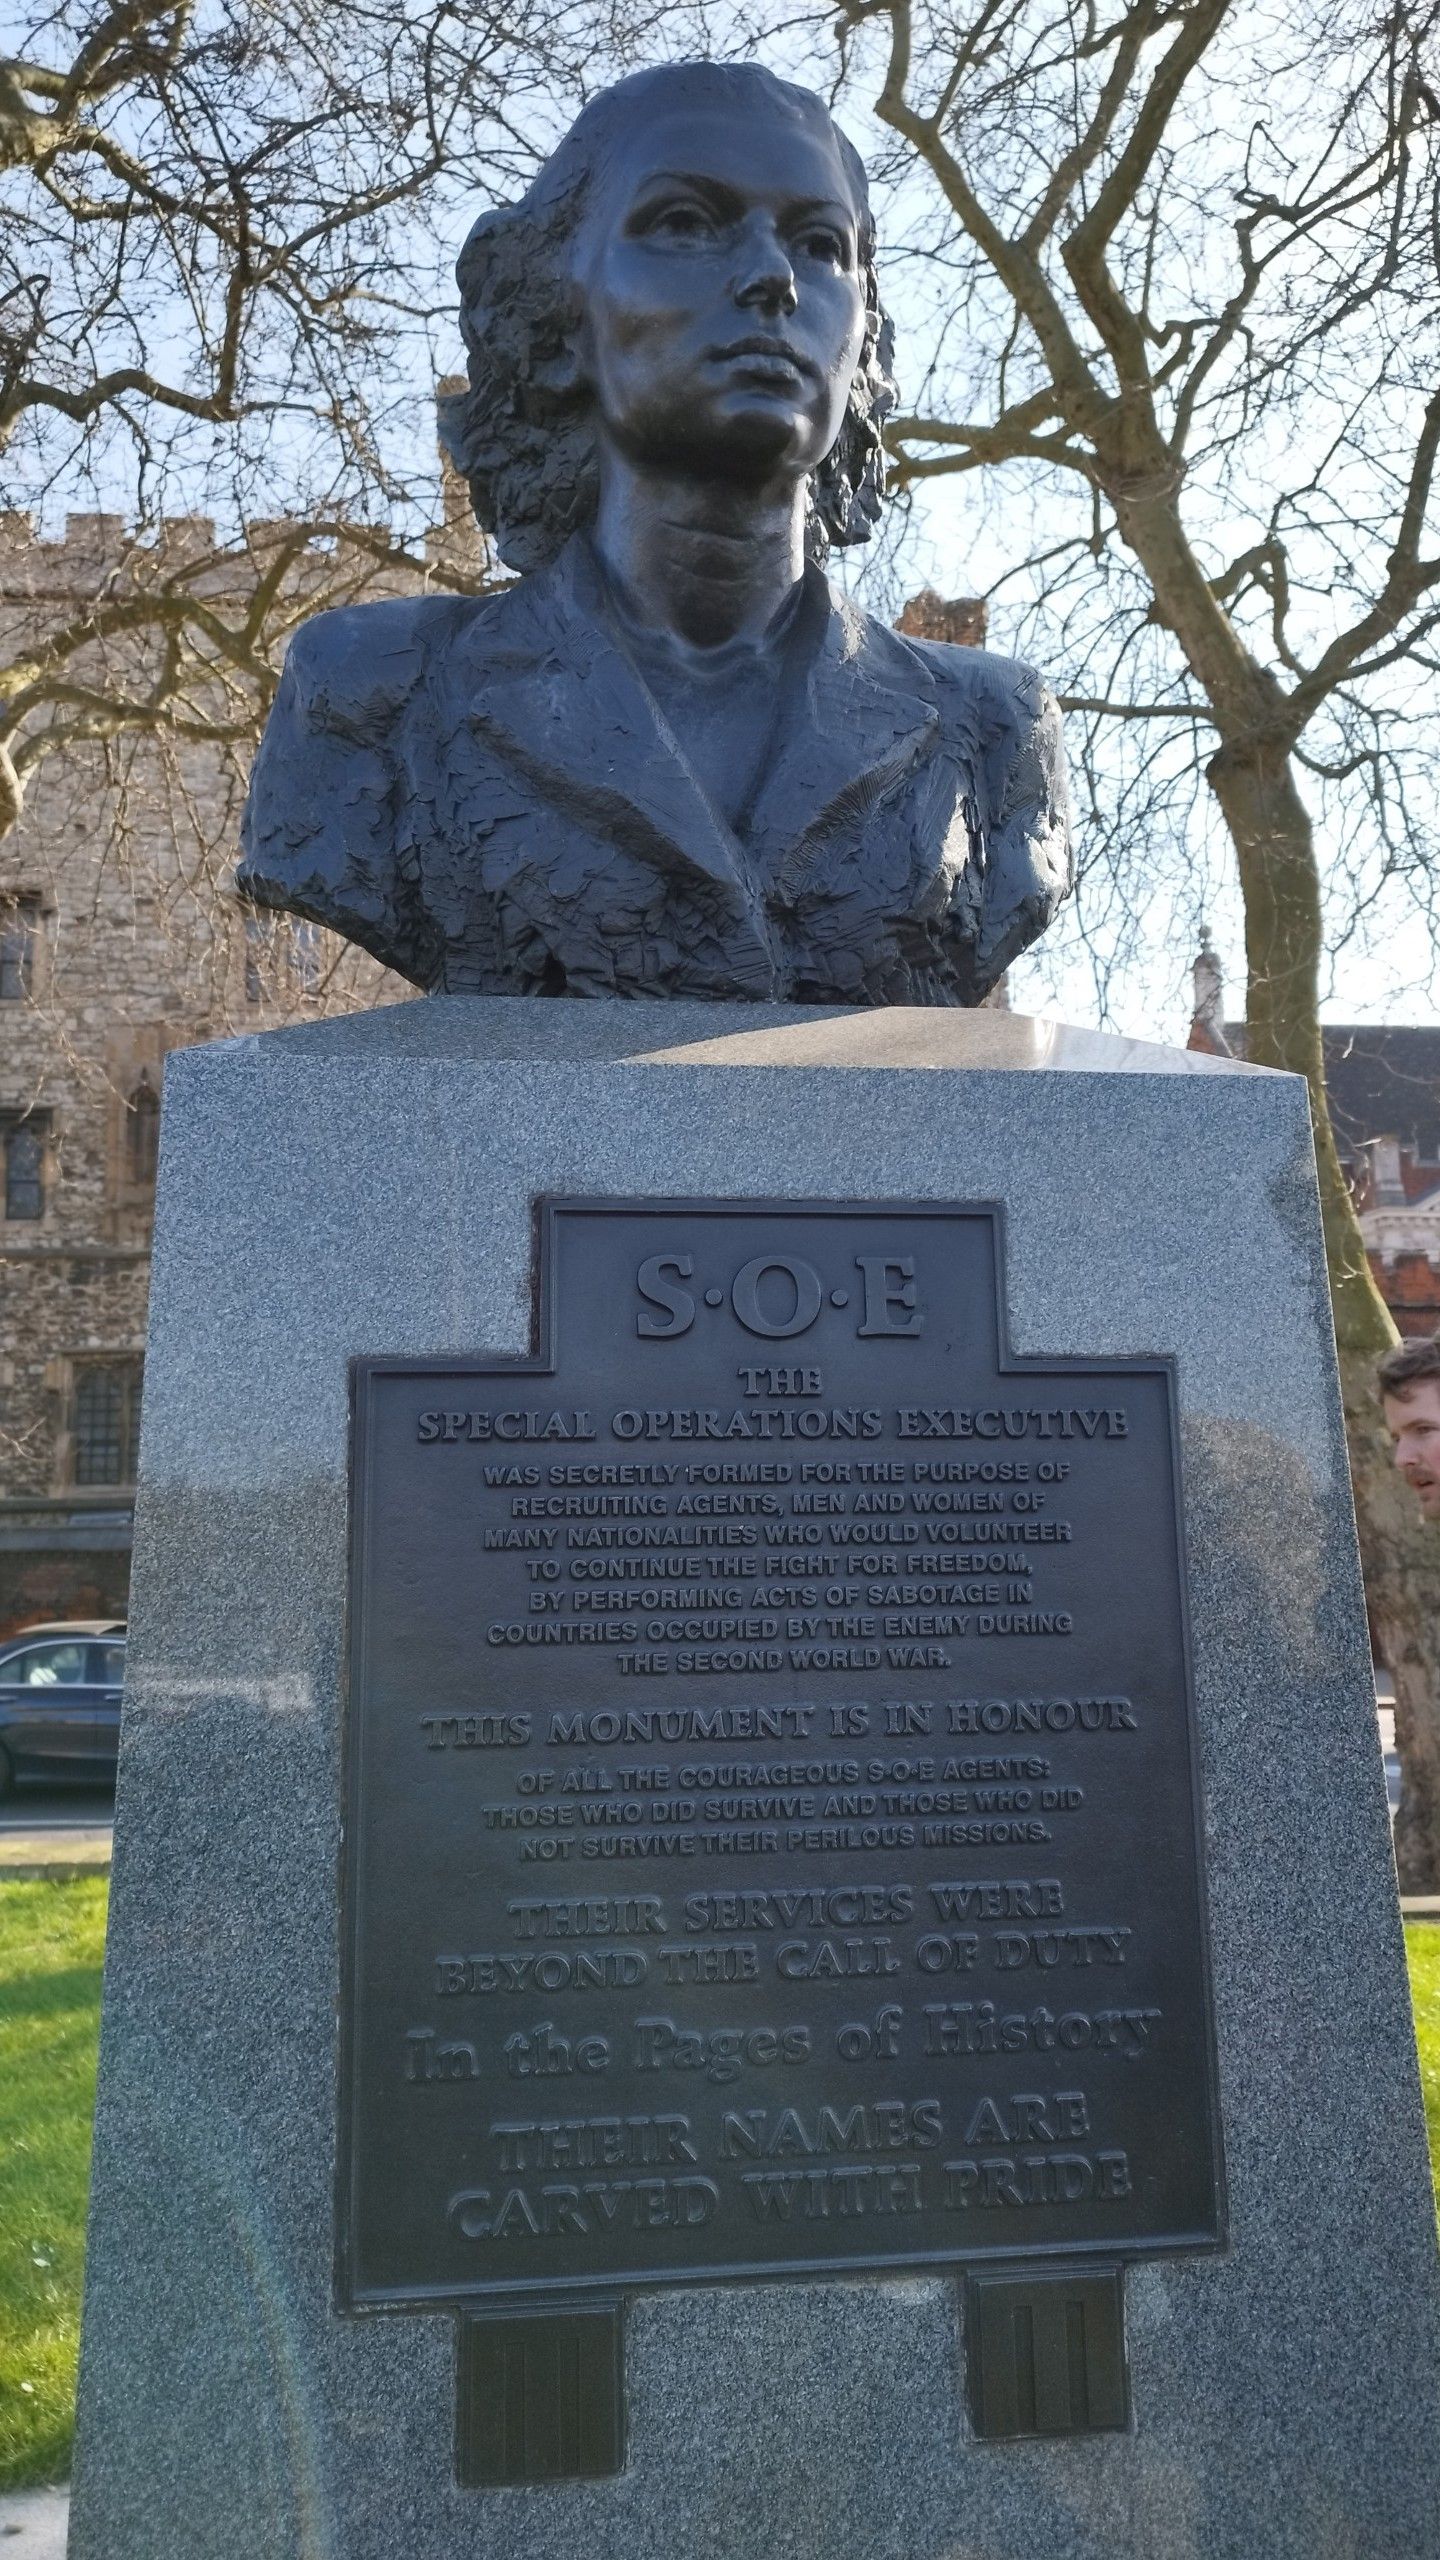 S·O·E
THE
SPECIAL OPERATIONS EXECUTIVE
WAS SECRETLY FORMED FOR THE PURPOSE OF
RECRUITING AGENTS, MEN AND WOMEN OF
MANY NATIONALITIES WHO WOULD VOLUNTEER
TO CONTINUE THE FIGHT FOR FREEDOM,
BY PERFORMING ACTS OF SABOTAGE IN
COUNTRIES OCCUPIED BY THE ENEMY DURING
THE SECOND WORLD WAR.
THIS MONUMENT IS IN HONOUR
OF ALL THE COURAGEOUS S·O·E AGENTS:
THOSE WHO DID SURVIVE AND THOSE WHO DID
NOT SURVIVE THEIR PERILOUS MISSIONS.
THEIR SERVICES WERE
BEYOND THE CALL OF DUTY
In the Pages of History
THEIR NAMES ARE
CARVED WITH PRIDE